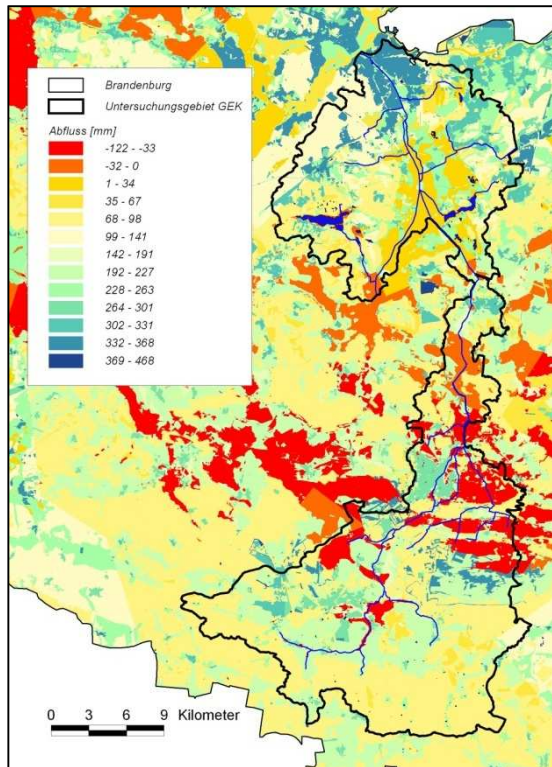 Brandenburg
Untersuchungsgebiet GEK
Abfluss [mm]
-122 - -33
-32 - 0
1 - 34
35 - 67
68 - 98
99 - 141
142 - 191
192 - 227
228 - 263
264 - 301
302 - 331
332 - 368
369 - 468
0 3 6 9 Kilometer